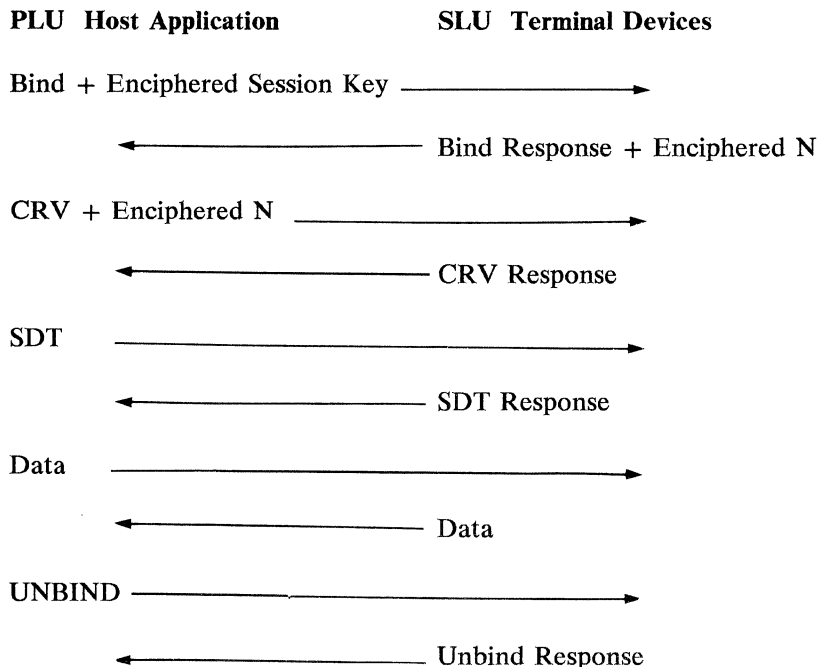 PLU Host Application SLU Terminal Devices
Bind + Enciphered Session Key
Bind Response + Enciphered N
CRV + Enciphered N
CRV Response
SDT
SDT Response
Data
Data
UNBIND
Unbind Response